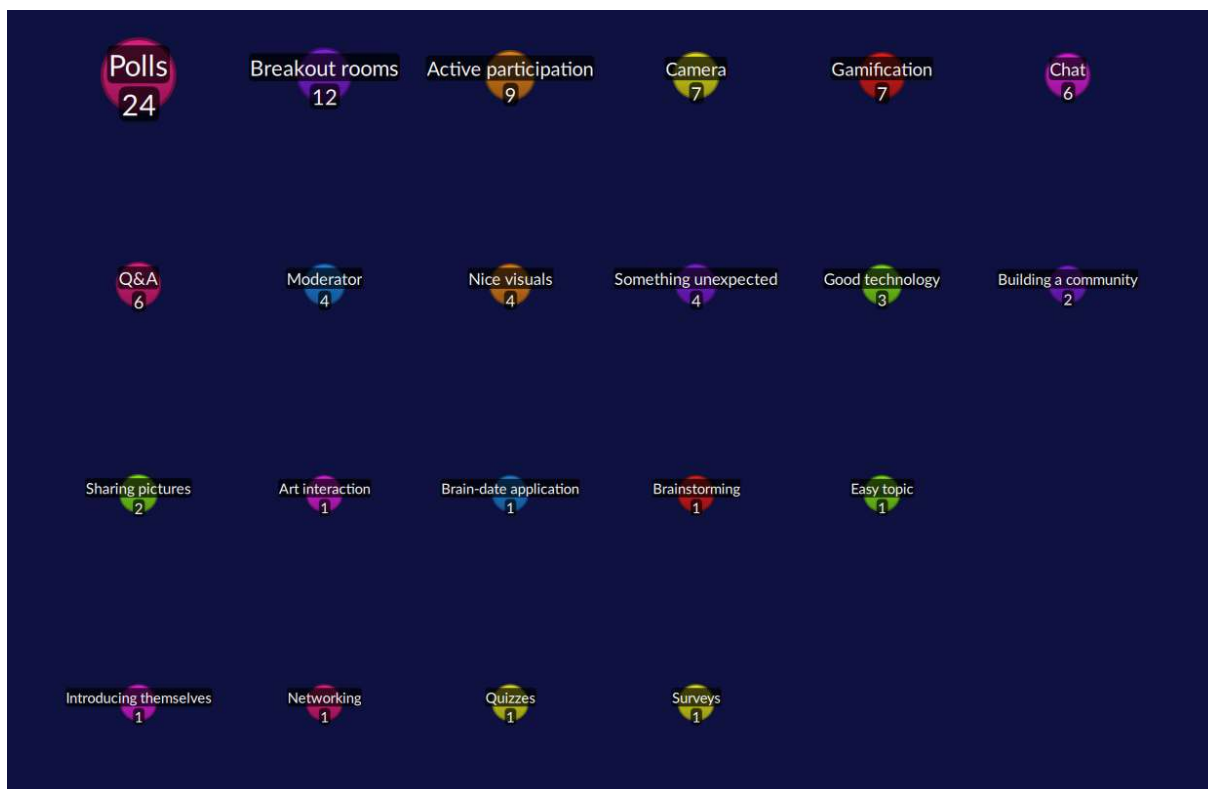 Polls
24
Breakout rooms
12
Active participation
9
Camera
7
Gamification
7
Chat
6
Q&A
6
Moderator
4
Nice visuals
4
Something unexpected
4
Good technology
3
Building a community
2
Sharing pictures
2
Art interaction
1
Brain-date application
1
Brainstorming
1
Easy topic
1
Introducing themselves
1
Networking
1
Quizzes
1
Surveys
1